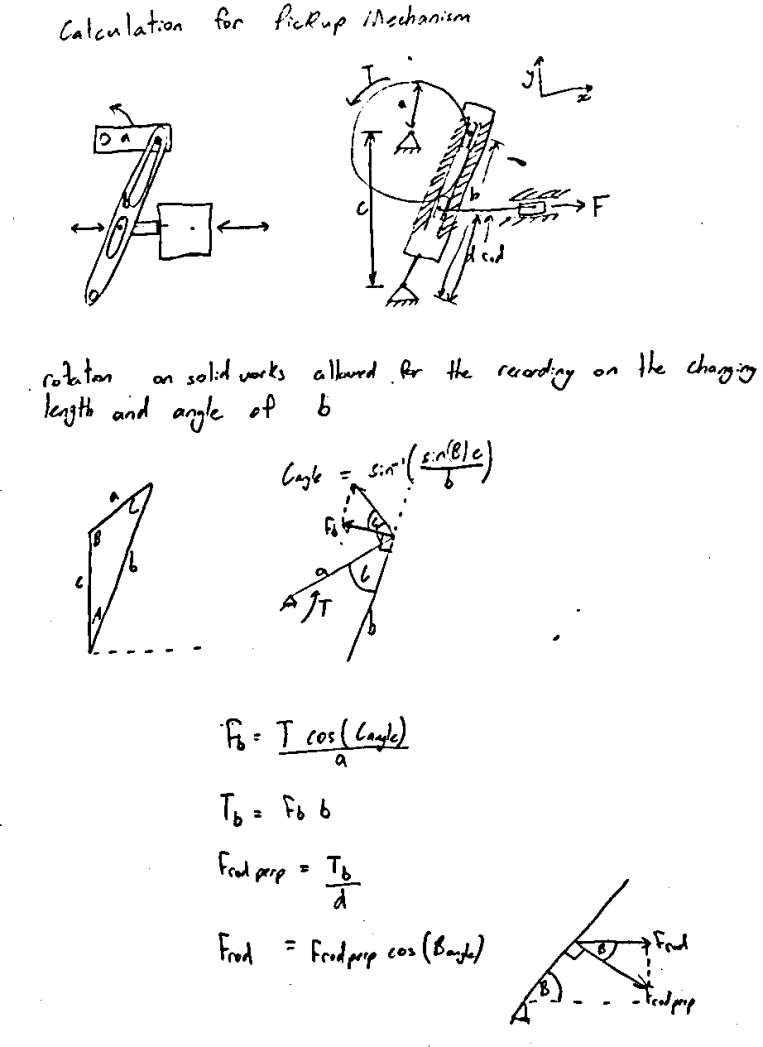 Calculation for Pickup Mechanism
T
a
y
x
a
c
b
F
d
rod
rotation on solid works allowed for the recording on the changing
length and angle of b
Cangle = sin⁻¹(sin(B)c/b)
a
C
B
c
b
A
C
Fb
a
C
T
b
Fb = T cos(Cangle)/a
Tb = Fb b
Frod perp = Tb/d
Frod = Frod perp cos(Bangle)
B
Frod
B
Frod perp